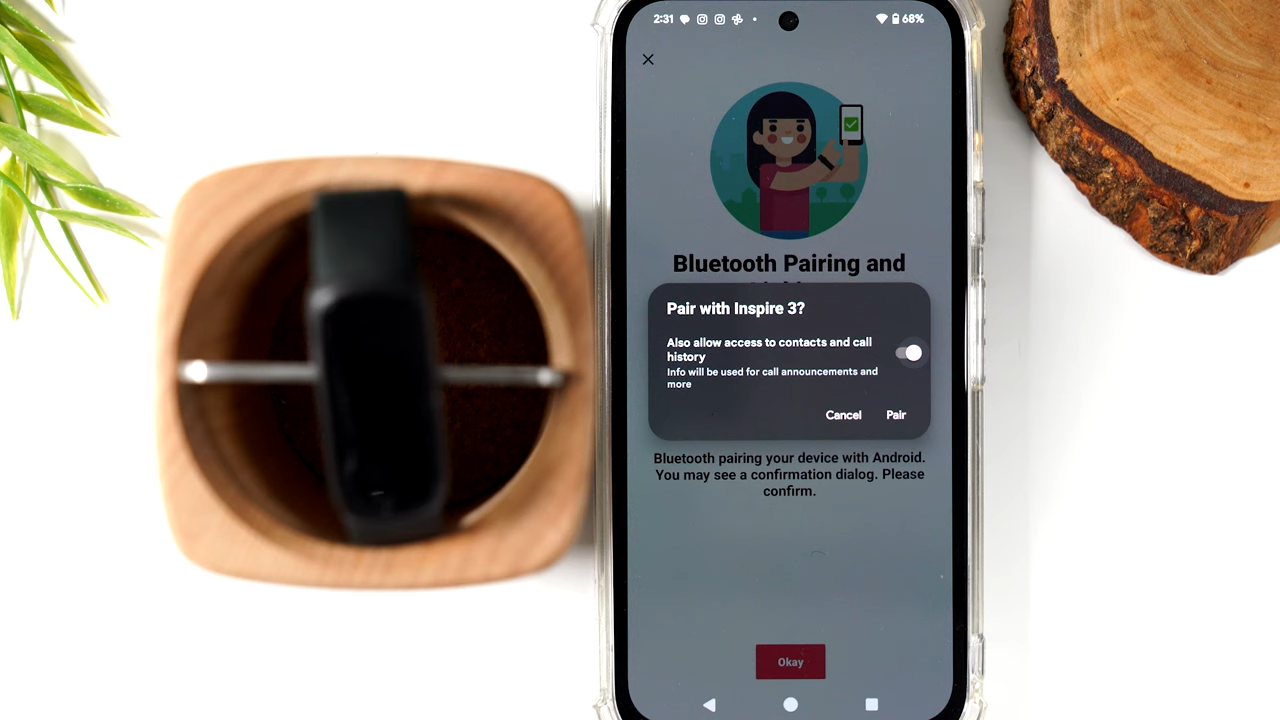 2:31
68%
Bluetooth Pairing and
Pair with Inspire 3?
Also allow access to contacts and call
history
Info will be used for call announcements and
more
Cancel Pair
Bluetooth pairing your device with Android.
You may see a confirmation dialog. Please
confirm.
Okay